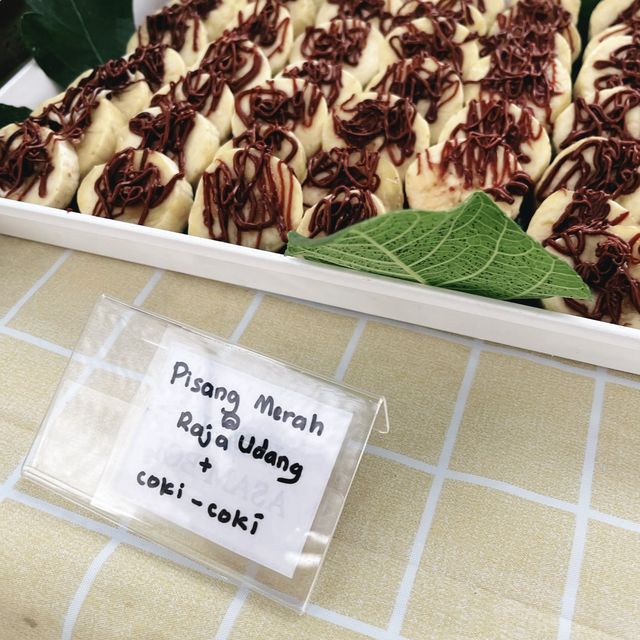 Pisang Merah
@
Raja Udang
+
coki-coki